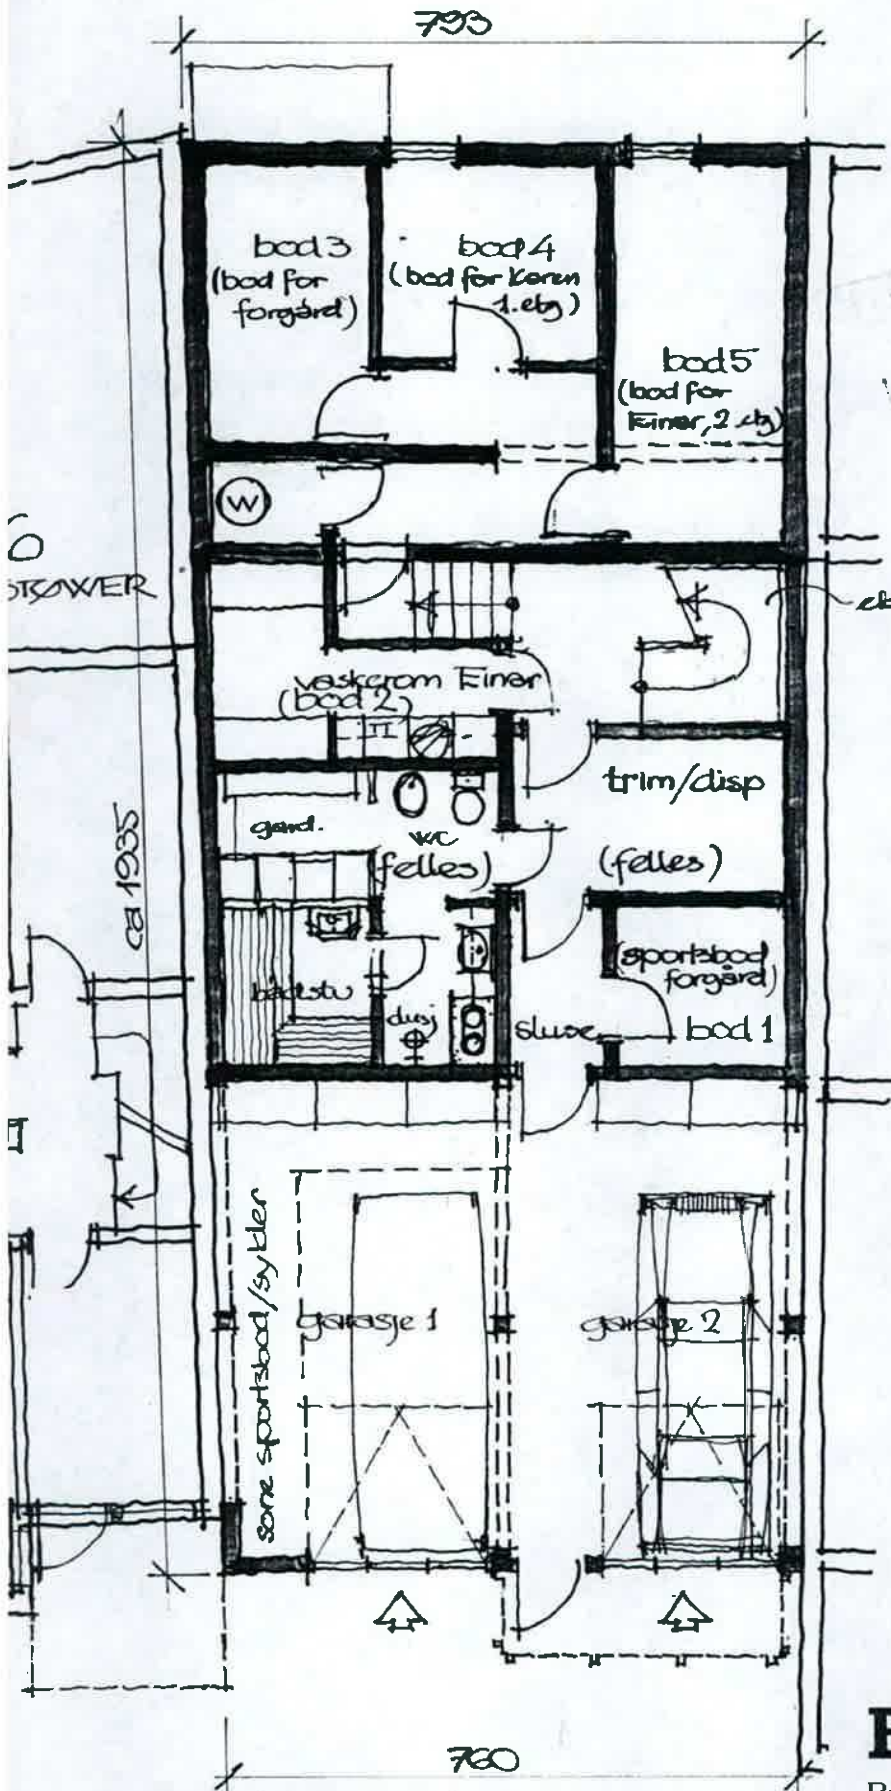 793
bod 3
(bod for
forgård)
bod 4
(bod for Karen
1. etg)
bod 5
(bod for
Einar, 2. etg)
W
vaskerom Einar
(bod 2)
trim/disp
(felles)
gard.
wc
(felles)
ca 1935
badstu
dusj
sluse
(sportsbod
forgård)
bod 1
sone sportsbod/sykler
garasje 1
garasje 2
760